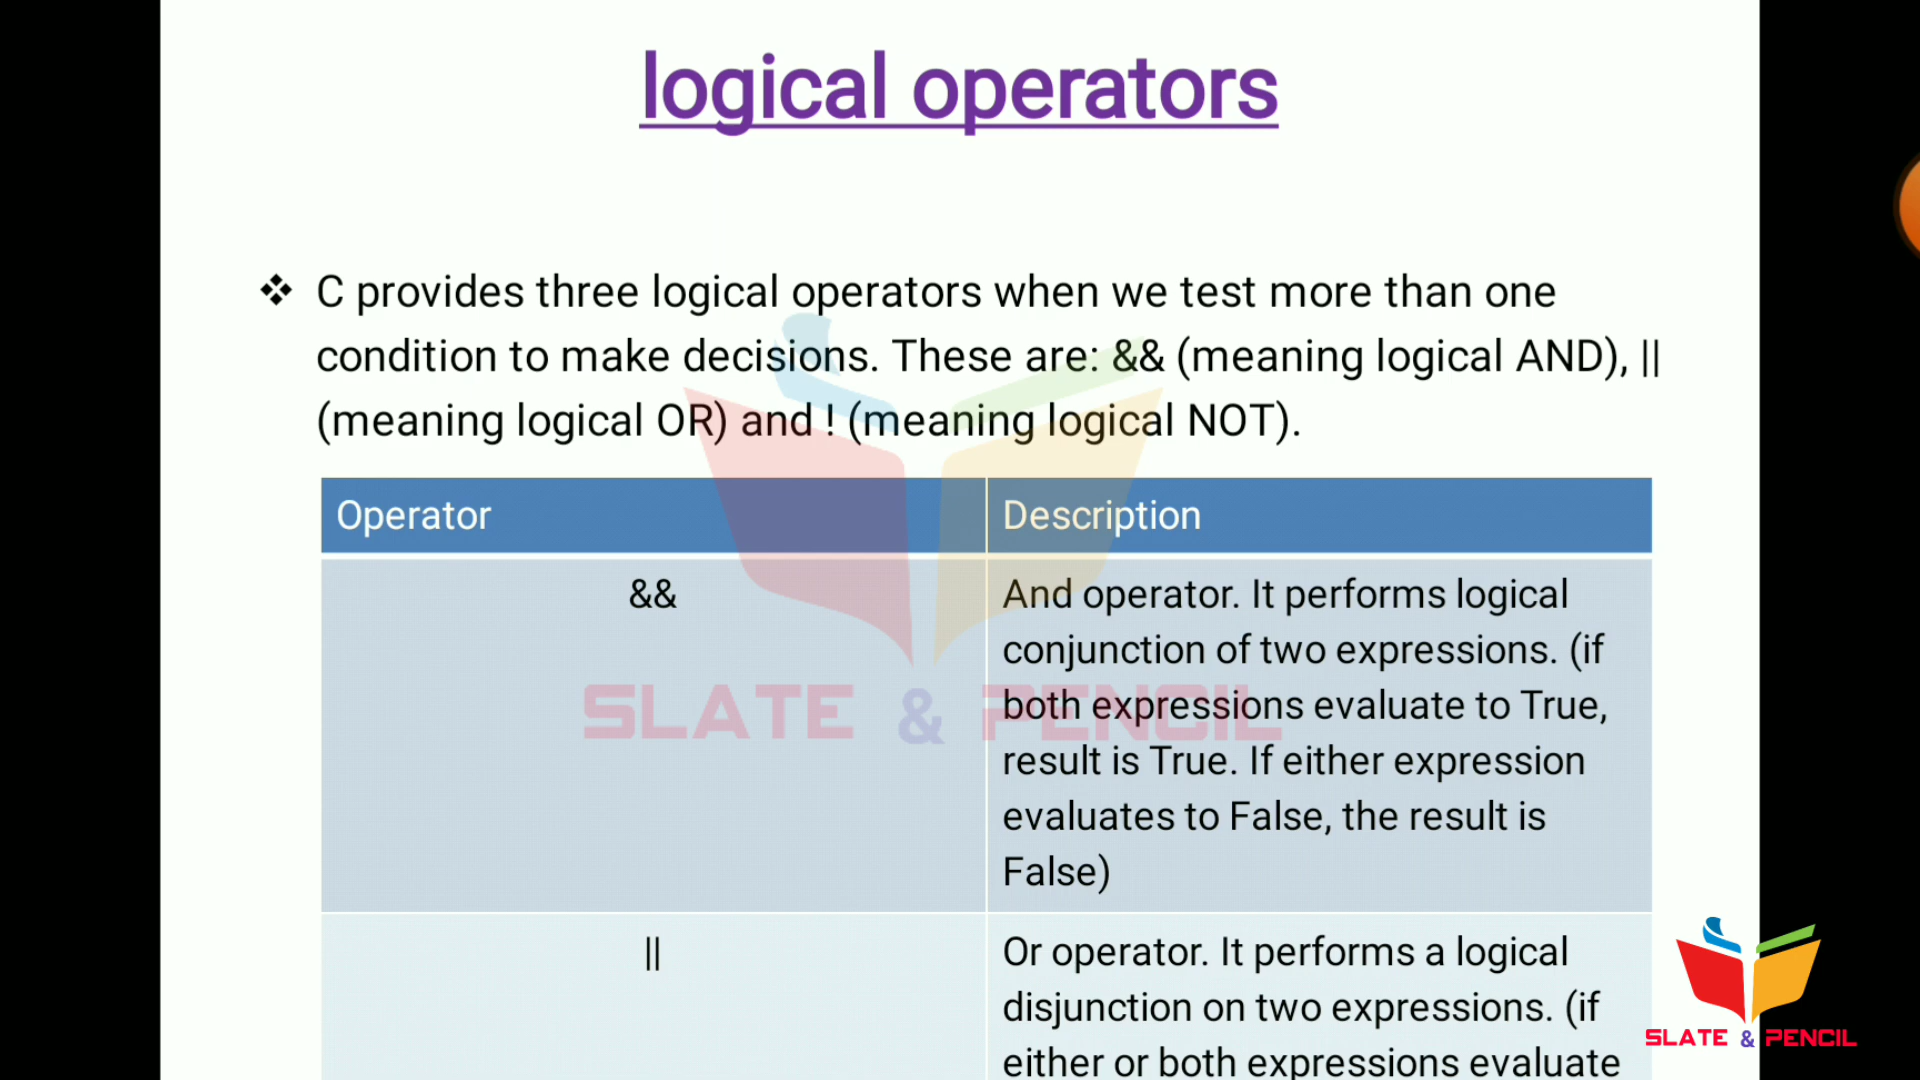 logical operators
❖ C provides three logical operators when we test more than one
condition to make decisions. These are: && (meaning logical AND), ||
(meaning logical OR) and ! (meaning logical NOT).
Operator
Description
&&
And operator. It performs logical
conjunction of two expressions. (if
both expressions evaluate to True,
result is True. If either expression
evaluates to False, the result is
False)
||
Or operator. It performs a logical
disjunction on two expressions. (if
either or both expressions evaluate
SLATE & PENCIL
SLATE & PENCIL